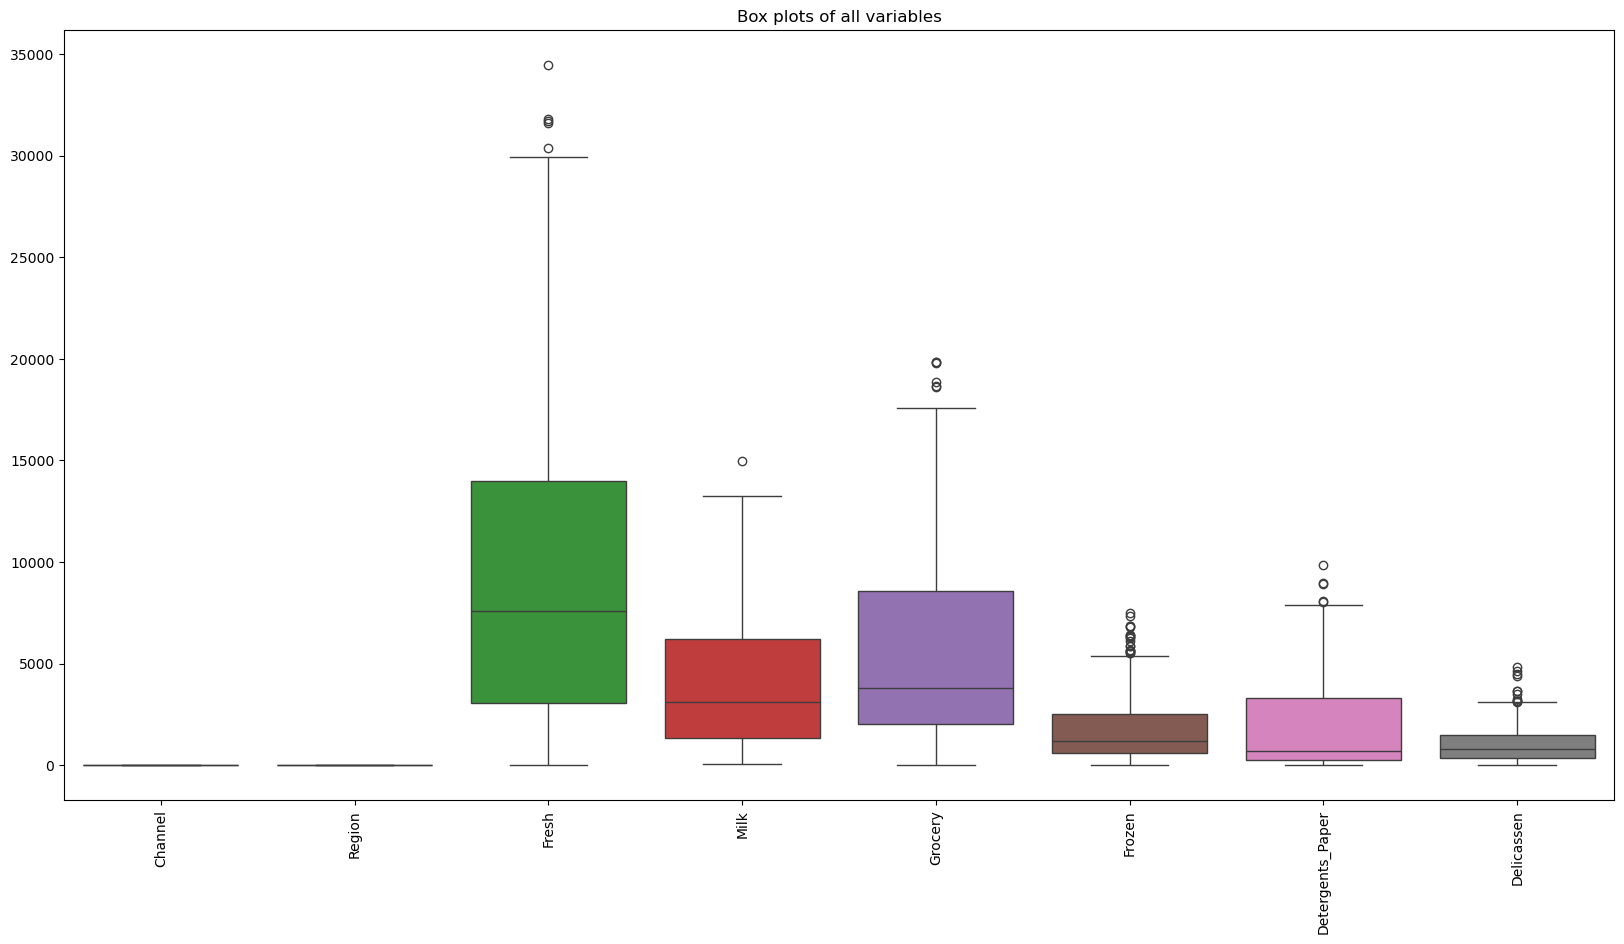 Box plots of all variables
35000
30000
25000
20000
15000
10000
5000
0
Channel
Region
Fresh
Milk
Grocery
Frozen
Detergents_Paper
Delicassen